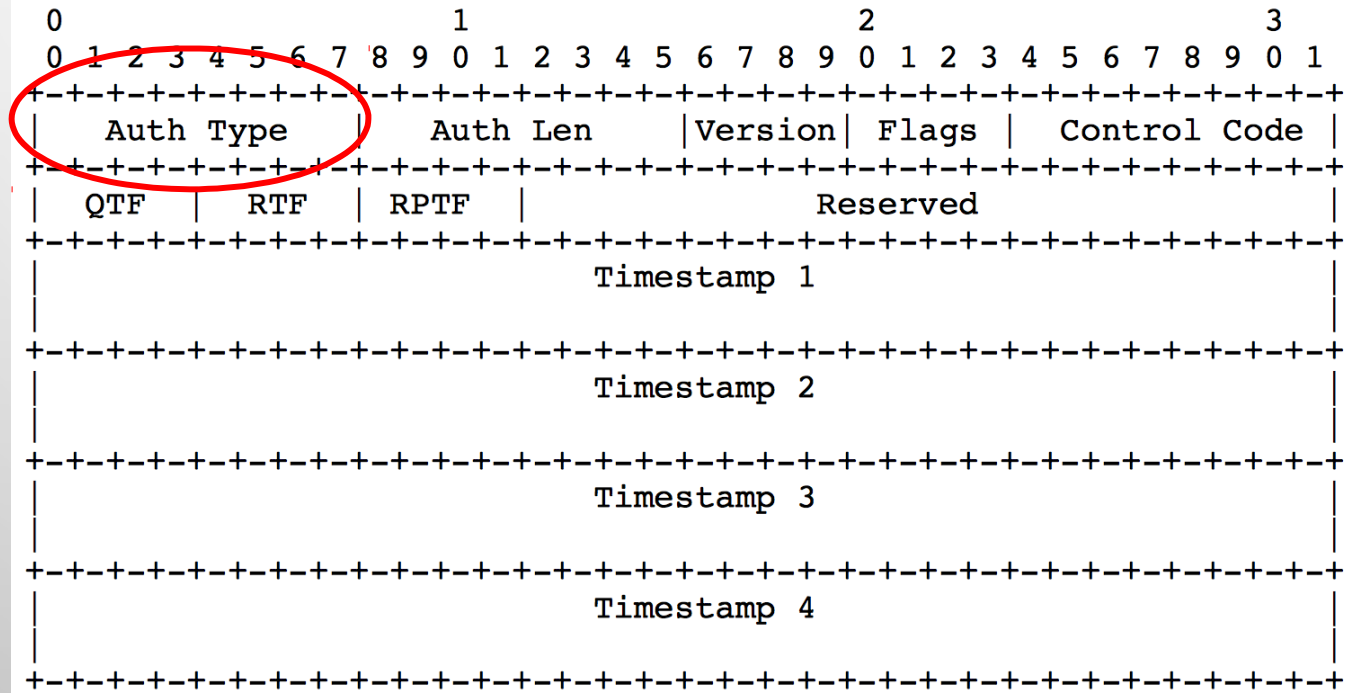 0                   1                   2                   3
 0 1 2 3 4 5 6 7 8 9 0 1 2 3 4 5 6 7 8 9 0 1 2 3 4 5 6 7 8 9 0 1
+-+-+-+-+-+-+-+-+-+-+-+-+-+-+-+-+-+-+-+-+-+-+-+-+-+-+-+-+-+-+-+-+
|   Auth Type   |   Auth Len    |Version| Flags |  Control Code |
+-+-+-+-+-+-+-+-+-+-+-+-+-+-+-+-+-+-+-+-+-+-+-+-+-+-+-+-+-+-+-+-+
|  QTF  |  RTF  | RPTF  |              Reserved                 |
+-+-+-+-+-+-+-+-+-+-+-+-+-+-+-+-+-+-+-+-+-+-+-+-+-+-+-+-+-+-+-+-+
|                           Timestamp 1                         |
|                                                               |
+-+-+-+-+-+-+-+-+-+-+-+-+-+-+-+-+-+-+-+-+-+-+-+-+-+-+-+-+-+-+-+-+
|                           Timestamp 2                         |
|                                                               |
+-+-+-+-+-+-+-+-+-+-+-+-+-+-+-+-+-+-+-+-+-+-+-+-+-+-+-+-+-+-+-+-+
|                           Timestamp 3                         |
|                                                               |
+-+-+-+-+-+-+-+-+-+-+-+-+-+-+-+-+-+-+-+-+-+-+-+-+-+-+-+-+-+-+-+-+
|                           Timestamp 4                         |
|                                                               |
+-+-+-+-+-+-+-+-+-+-+-+-+-+-+-+-+-+-+-+-+-+-+-+-+-+-+-+-+-+-+-+-+